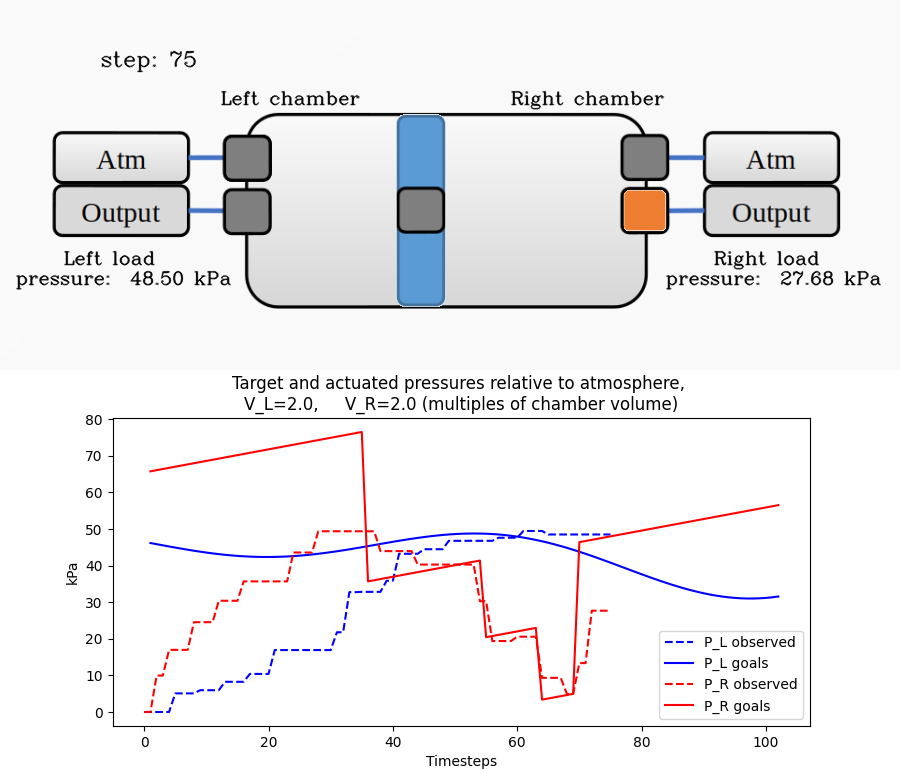 step: 75
Left chamber
Right chamber
Atm
Atm
Output
Output
Left load
pressure: 48.50 kPa
Right load
pressure: 27.68 kPa
Target and actuated pressures relative to atmosphere,
V_L=2.0, V_R=2.0 (multiples of chamber volume)
80
70
60
50
40
30
20
10
0
kPa
P_L observed
P_L goals
P_R observed
P_R goals
0 20 40 60 80 100
Timesteps